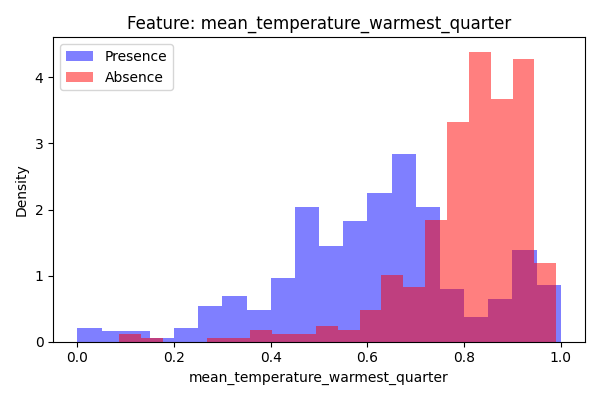 Feature: mean_temperature_warmest_quarter
Presence
Absence
Density
4
3
2
1
0
0.0 0.2 0.4 0.6 0.8 1.0
mean_temperature_warmest_quarter